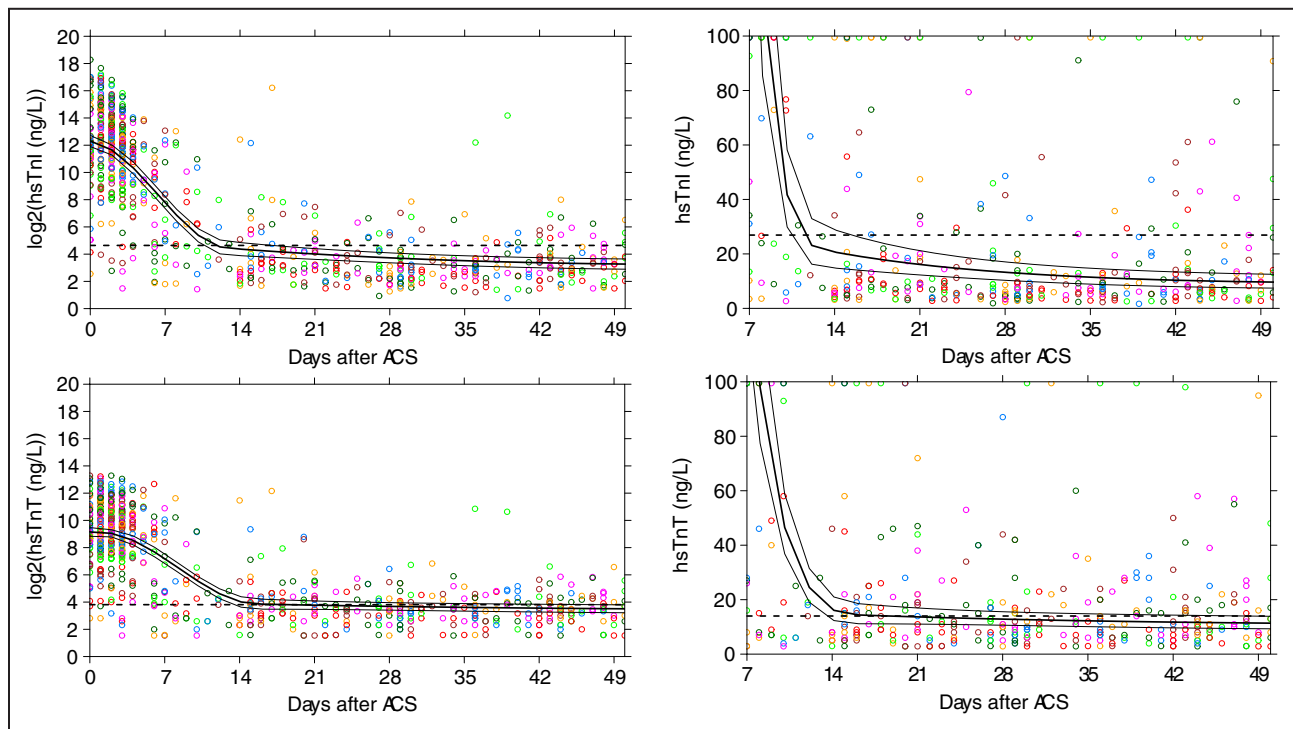 log2(hsTnI (ng/L))
20
18
16
14
12
10
8
6
4
2
0
0 7 14 21 28 35 42 49
Days after ACS
hsTnI (ng/L)
100
80
60
40
20
0
7 14 21 28 35 42 49
Days after ACS
log2(hsTnT (ng/L))
20
18
16
14
12
10
8
6
4
2
0
0 7 14 21 28 35 42 49
Days after ACS
hsTnT (ng/L)
100
80
60
40
20
0
7 14 21 28 35 42 49
Days after ACS